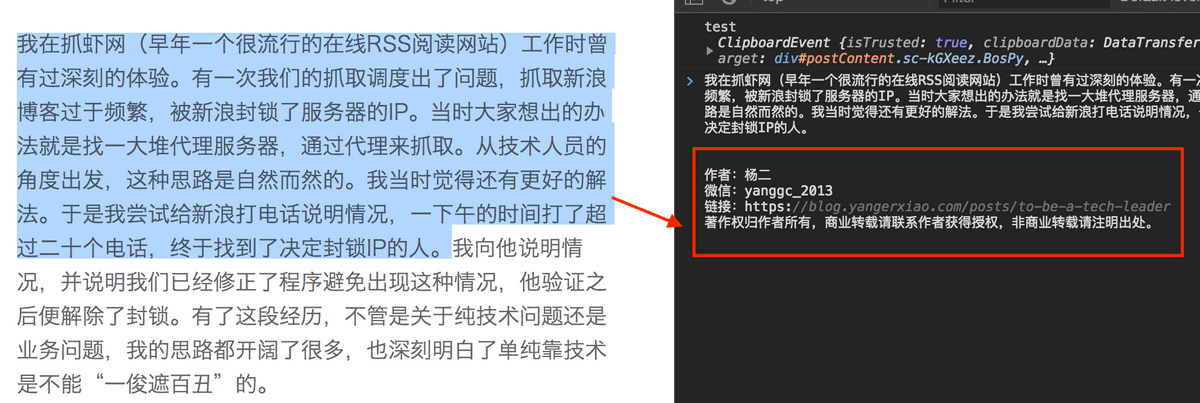 我在抓虾网（早年一个很流行的在线RSS阅读网站）工作时曾
有过深刻的体验。有一次我们的抓取调度出了问题，抓取新浪
博客过于频繁，被新浪封锁了服务器的IP。当时大家想出的办
法就是找一大堆代理服务器，通过代理来抓取。从技术人员的
角度出发，这种思路是自然而然的。我当时觉得还有更好的解
法。于是我尝试给新浪打电话说明情况，一下午的时间打了超
过二十个电话，终于找到了决定封锁IP的人。我向他说明情
况，并说明我们已经修正了程序避免出现这种情况，他验证之
后便解除了封锁。有了这段经历，不管是关于纯技术问题还是
业务问题，我的思路都开阔了很多，也深刻明白了单纯靠技术
是不能“一俊遮百丑”的。
test
ClipboardEvent {isTrusted: true, clipboardData: DataTransfer
arget: div#postContent.sc-kGXeez.BosPy, …}
我在抓虾网（早年一个很流行的在线RSS阅读网站）工作时曾有过深刻的体验。有一
频繁，被新浪封锁了服务器的IP。当时大家想出的办法就是找一大堆代理服务器，通
路是自然而然的。我当时觉得还有更好的解法。于是我尝试给新浪打电话说明情况，
决定封锁IP的人。
作者：杨二
微信：yanggc_2013
链接：https://blog.yangerxiao.com/posts/to-be-a-tech-leader
著作权归作者所有，商业转载请联系作者获得授权，非商业转载请注明出处。